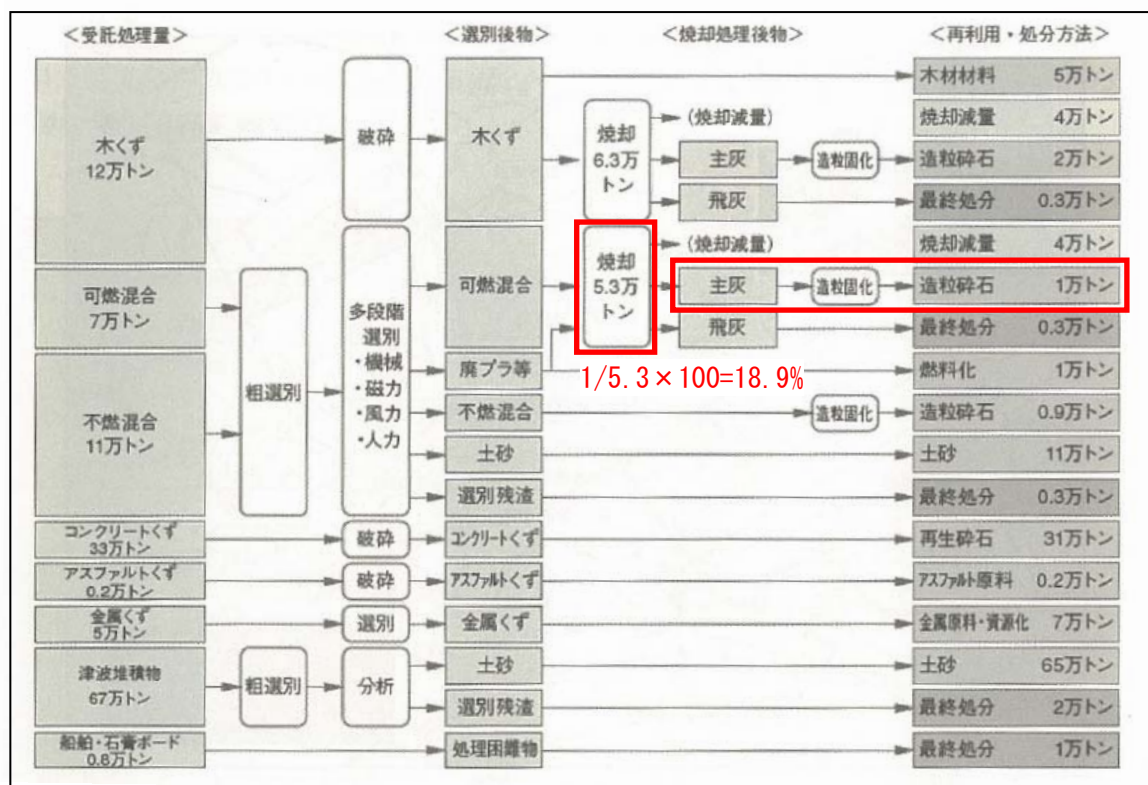 ＜受託処理量＞
＜選別後物＞
＜焼却処理後物＞
＜再利用・処分方法＞
木くず
12万トン
可燃混合
7万トン
不燃混合
11万トン
コンクリートくず
33万トン
アスファルトくず
0.2万トン
金属くず
5万トン
津波堆積物
67万トン
船舶・石膏ボード
0.8万トン
粗選別
粗選別
破砕
多段階
選別
・機械
・磁力
・風力
・人力
破砕
破砕
選別
分析
木くず
可燃混合
廃プラ等
不燃混合
土砂
選別残渣
コンクリートくず
アスファルトくず
金属くず
土砂
選別残渣
処理困難物
焼却
6.3万
トン
焼却
5.3万
トン
1/5.3×100=18.9%
(焼却減量)
主灰
造粒固化
飛灰
(焼却減量)
主灰
造粒固化
飛灰
造粒固化
木材材料 5万トン
焼却減量 4万トン
造粒砕石 2万トン
最終処分 0.3万トン
焼却減量 4万トン
造粒砕石 1万トン
最終処分 0.3万トン
燃料化 1万トン
造粒砕石 0.9万トン
土砂 11万トン
最終処分 0.3万トン
再生砕石 31万トン
アスファルト原料 0.2万トン
金属原料・資源化 7万トン
土砂 65万トン
最終処分 2万トン
最終処分 1万トン